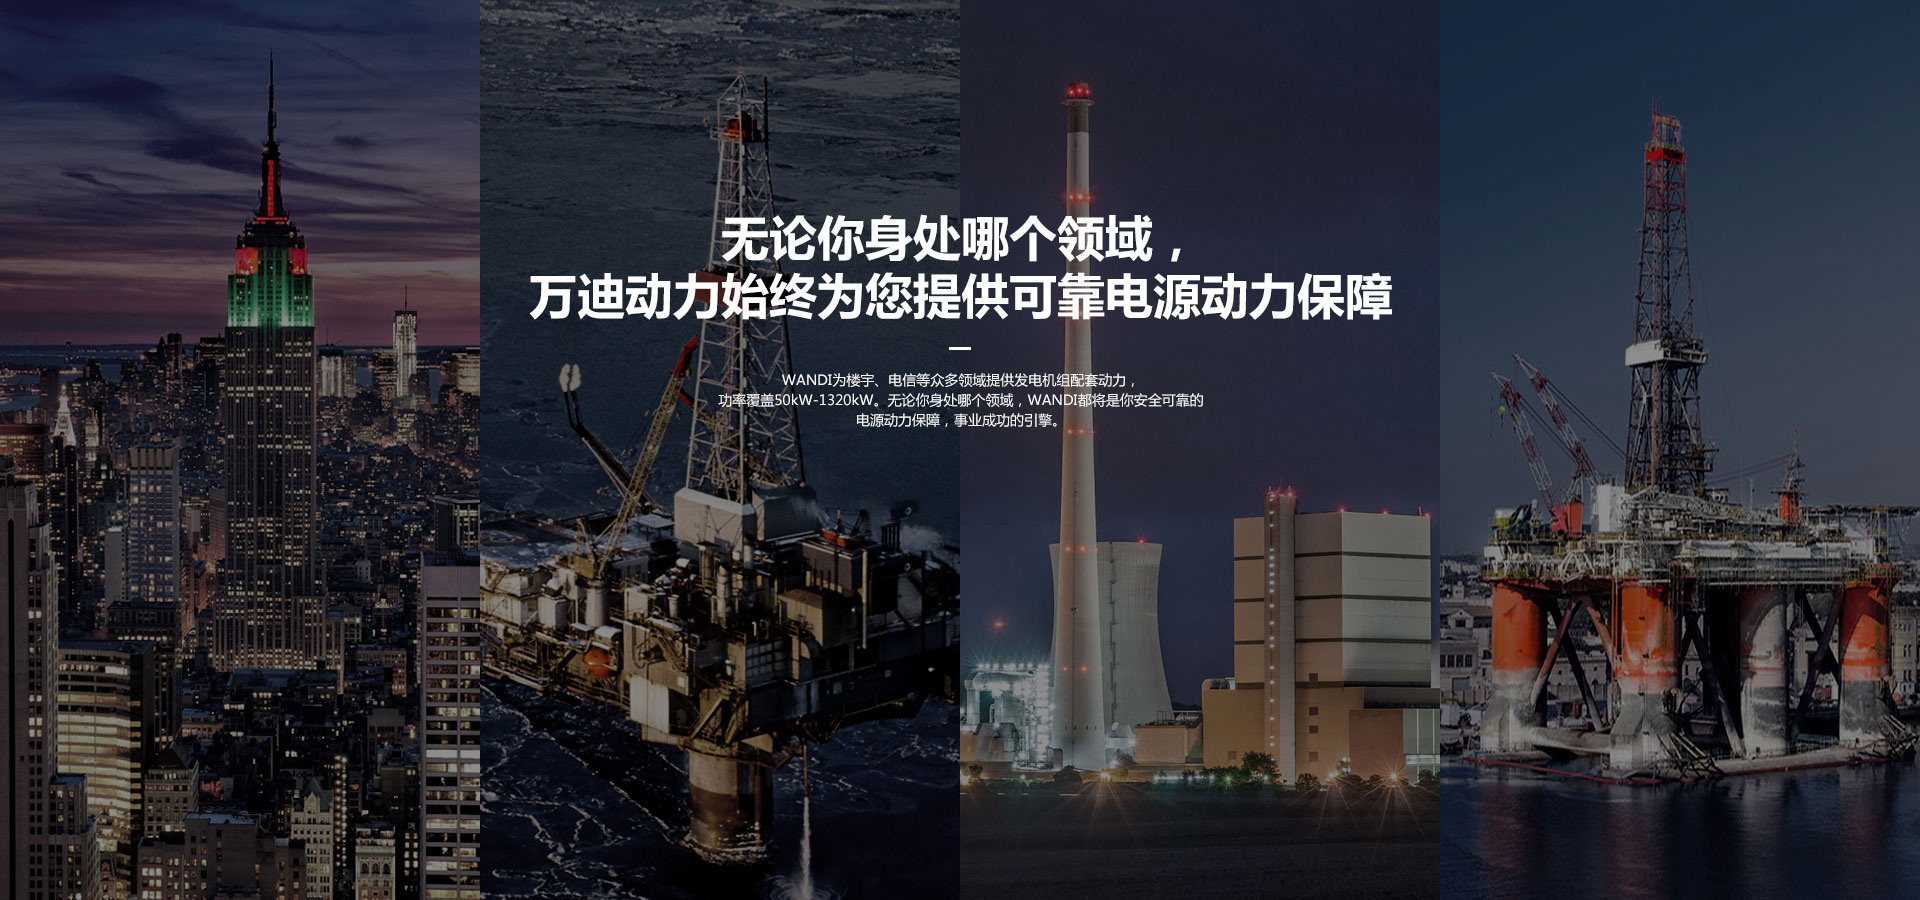 无论你身处哪个领域，
万迪动力始终为您提供可靠电源动力保障
WANDI为楼宇、电信等众多领域提供发电机组配套动力，
功率覆盖50kW-1320kW。无论你身处哪个领域，WANDI都将是你安全可靠的
电源动力保障，事业成功的引擎。